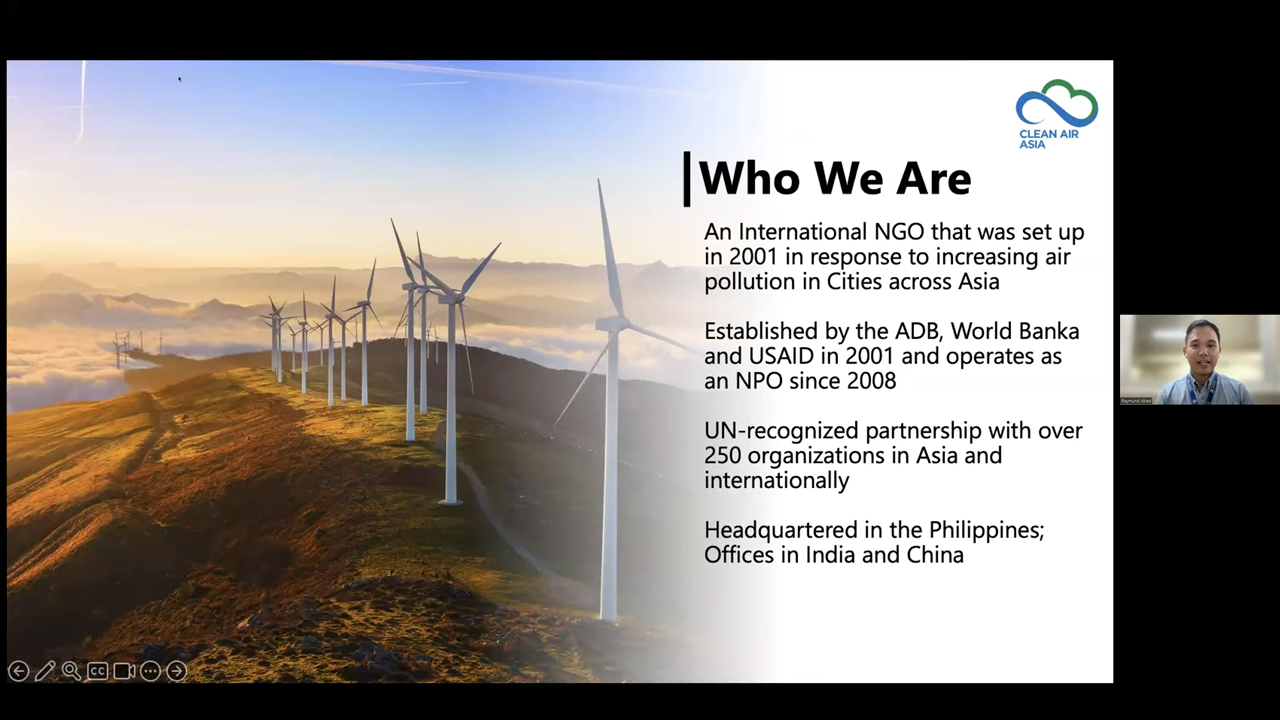 CLEAN AIR
ASIA
Who We Are
An International NGO that was set up
in 2001 in response to increasing air
pollution in Cities across Asia
Established by the ADB, World Banka
and USAID in 2001 and operates as
an NPO since 2008
UN-recognized partnership with over
250 organizations in Asia and
internationally
Headquartered in the Philippines;
Offices in India and China
Raymund Abad
CC